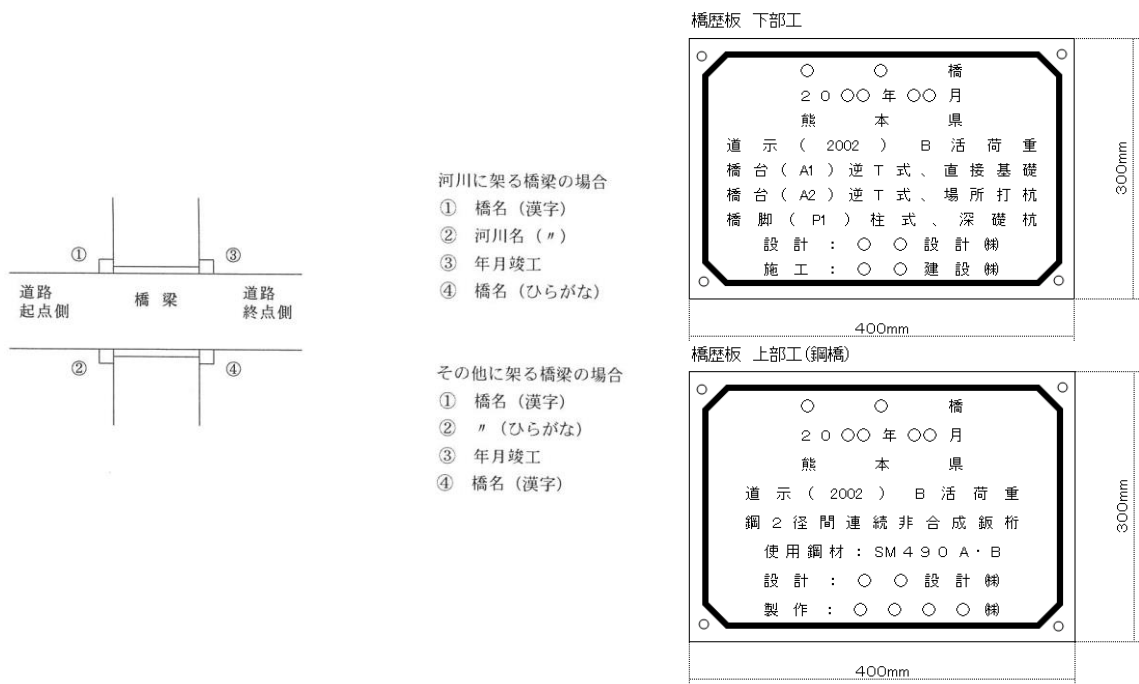 ①
③
道路
起点側
橋 梁
道路
終点側
②
④
河川に架る橋梁の場合
① 橋名（漢字）
② 河川名（〃）
③ 年月竣工
④ 橋名（ひらがな）
その他に架る橋梁の場合
① 橋名（漢字）
② 〃（ひらがな）
③ 年月竣工
④ 橋名（漢字）
橋歴板 下部工
○ ○ 橋
２０○○年○○月
熊 本 県
道示（2002） Ｂ活荷重
橋台（A1）逆Ｔ式、直接基礎
橋台（A2）逆Ｔ式、場所打杭
橋脚（P1）柱式、深礎杭
設計：○○設計㈱
施工：○○建設㈱
300mm
400mm
橋歴板 上部工(鋼橋)
○ ○ 橋
２０○○年○○月
熊 本 県
道示（2002） Ｂ活荷重
鋼２径間連続非合成鈑桁
使用鋼材：SM４９０Ａ・Ｂ
設計：○○設計㈱
製作：○○○○㈱
300mm
400mm